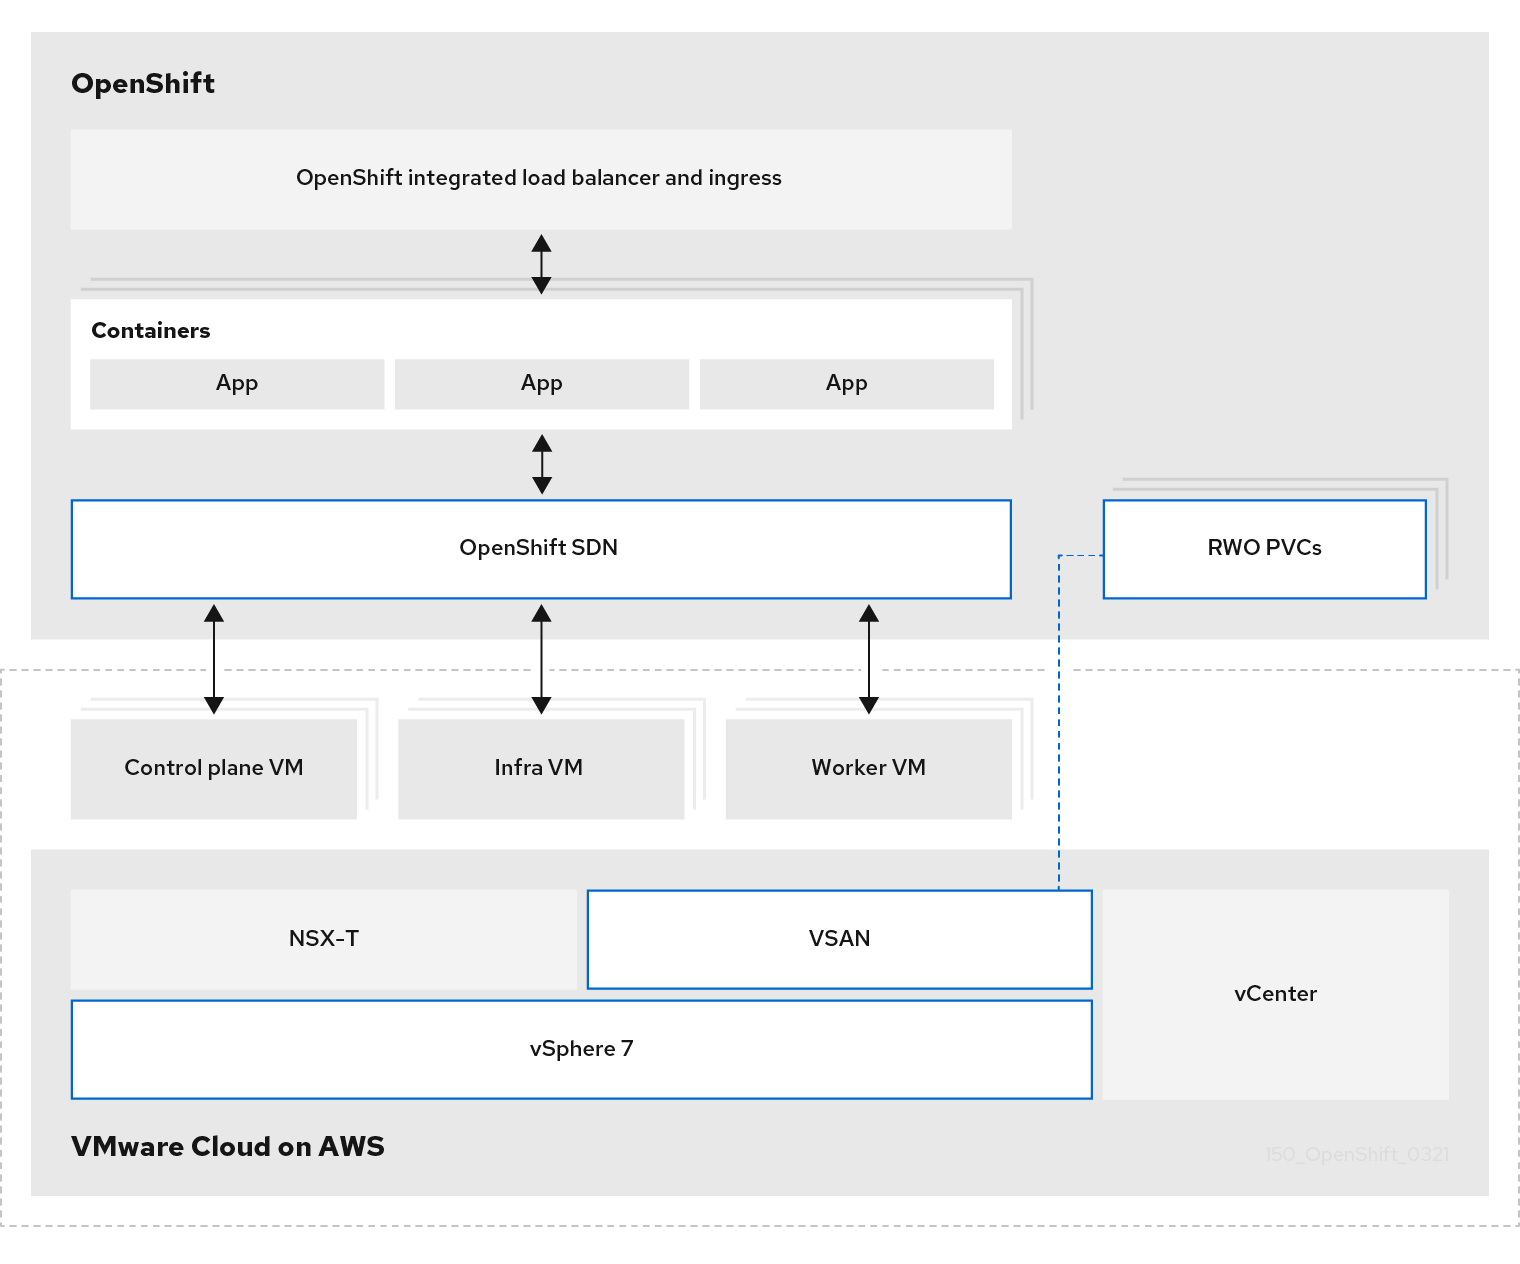 OpenShift
OpenShift integrated load balancer and ingress
Containers
App
App
App
OpenShift SDN
RWO PVCs
Control plane VM
Infra VM
Worker VM
NSX-T
VSAN
vCenter
vSphere 7
VMware Cloud on AWS
150_OpenShift_0321